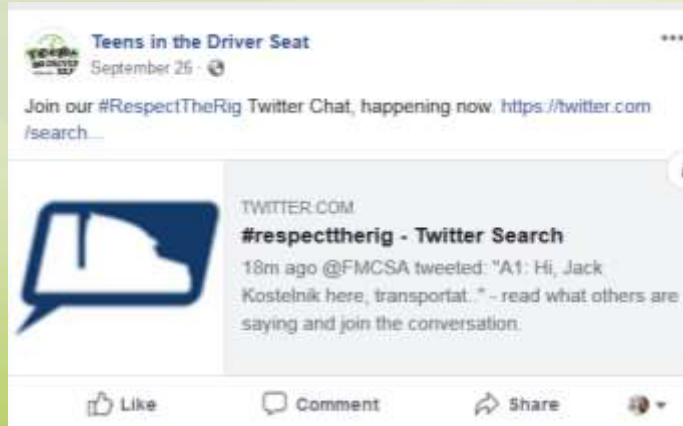 Teens in the Driver Seat
September 26
Join our #RespectTheRig Twitter Chat, happening now. https://twitter.com
/search...
TWITTER.COM
#respecttherig - Twitter Search
18m ago @FMCSA tweeted: "A1: Hi, Jack
Kostelnik here, transportat.." - read what others are
saying and join the conversation.
Like
Comment
Share